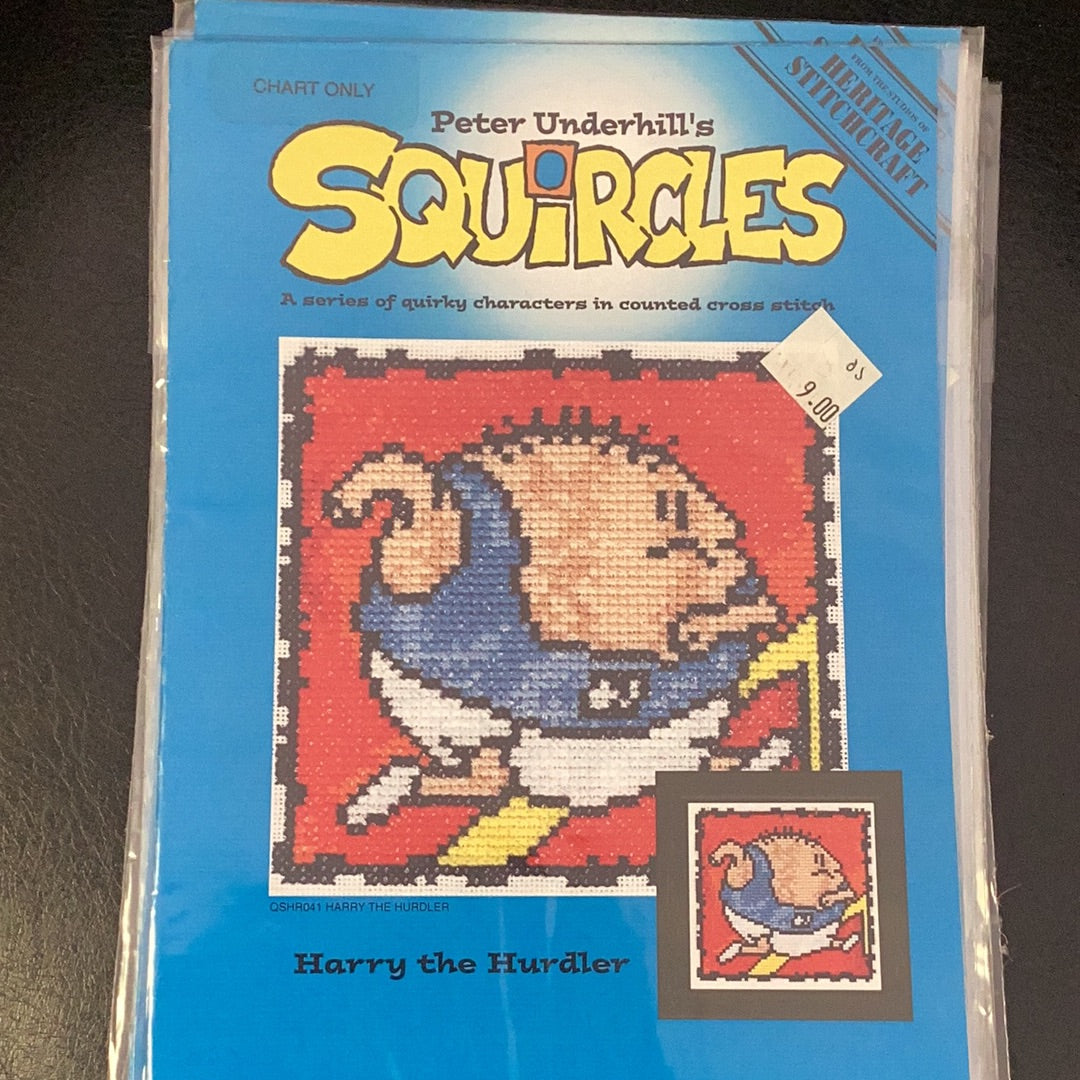 CHART ONLY
Peter Underhill's
SQUiRCLES
A series of quirky characters in counted cross stitch
FROM THE STUDIOS OF
HERITAGE
STITCHCRAFT
9.00
QSHR041 HARRY THE HURDLER
Harry the Hurdler